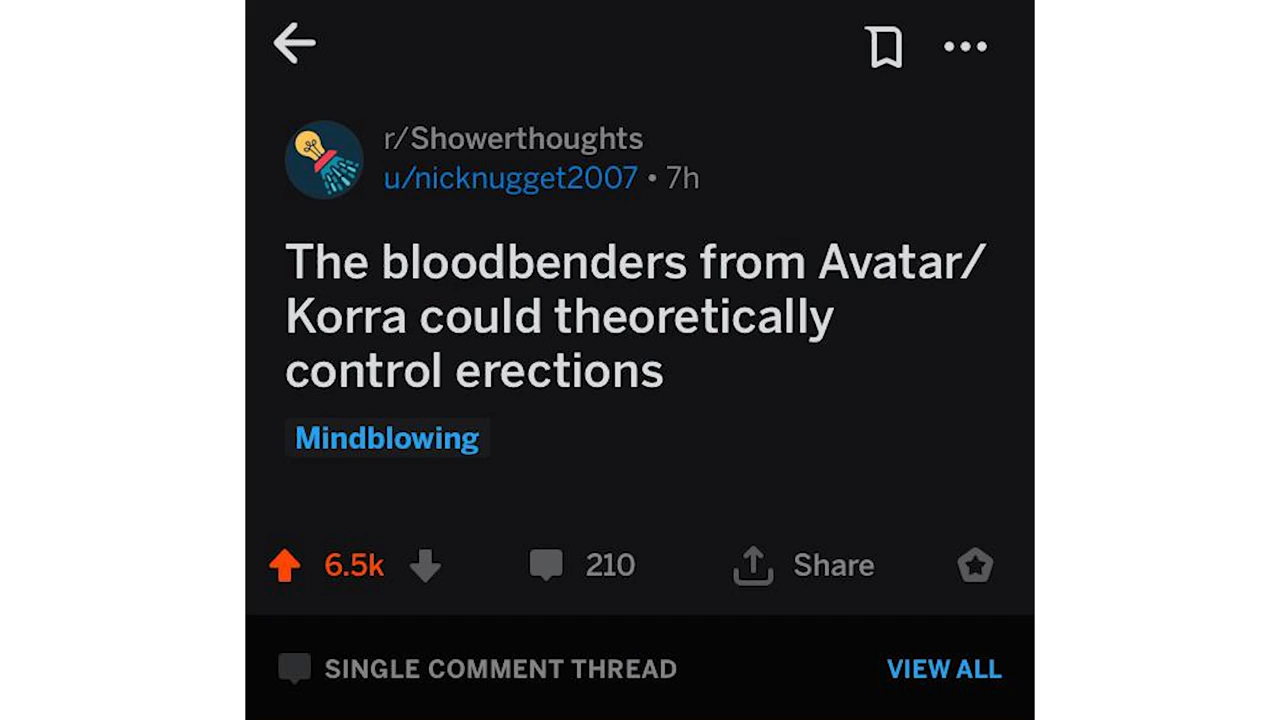 r/Showerthoughts
u/nicknugget2007 • 7h
The bloodbenders from Avatar/
Korra could theoretically
control erections
Mindblowing
6.5k 210 Share
SINGLE COMMENT THREAD VIEW ALL